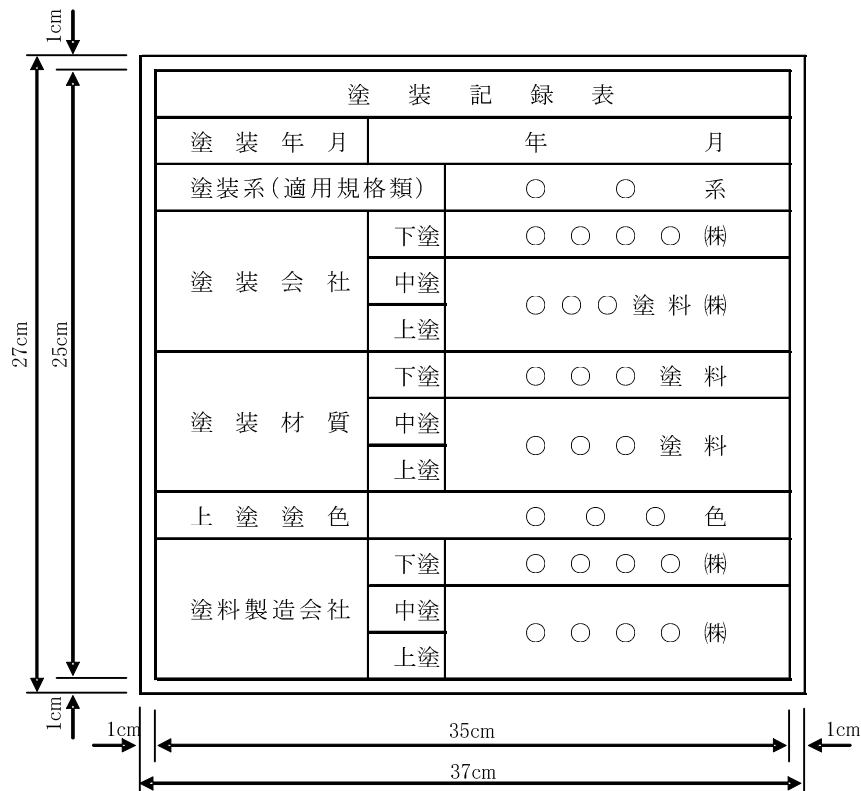 1cm
塗装記録表
塗装年月 年 月
塗装系(適用規格類) ○ ○ 系
下塗 ○ ○ ○ ○ ㈱
塗装会社 中塗 ○ ○ ○ 塗 料 ㈱
上塗
下塗 ○ ○ ○ 塗 料
塗装材質 中塗 ○ ○ ○ 塗 料
上塗
上塗塗色 ○ ○ ○ 色
下塗 ○ ○ ○ ○ ㈱
塗料製造会社 中塗 ○ ○ ○ ○ ㈱
上塗
27cm
25cm
1cm
1cm 35cm 1cm
37cm